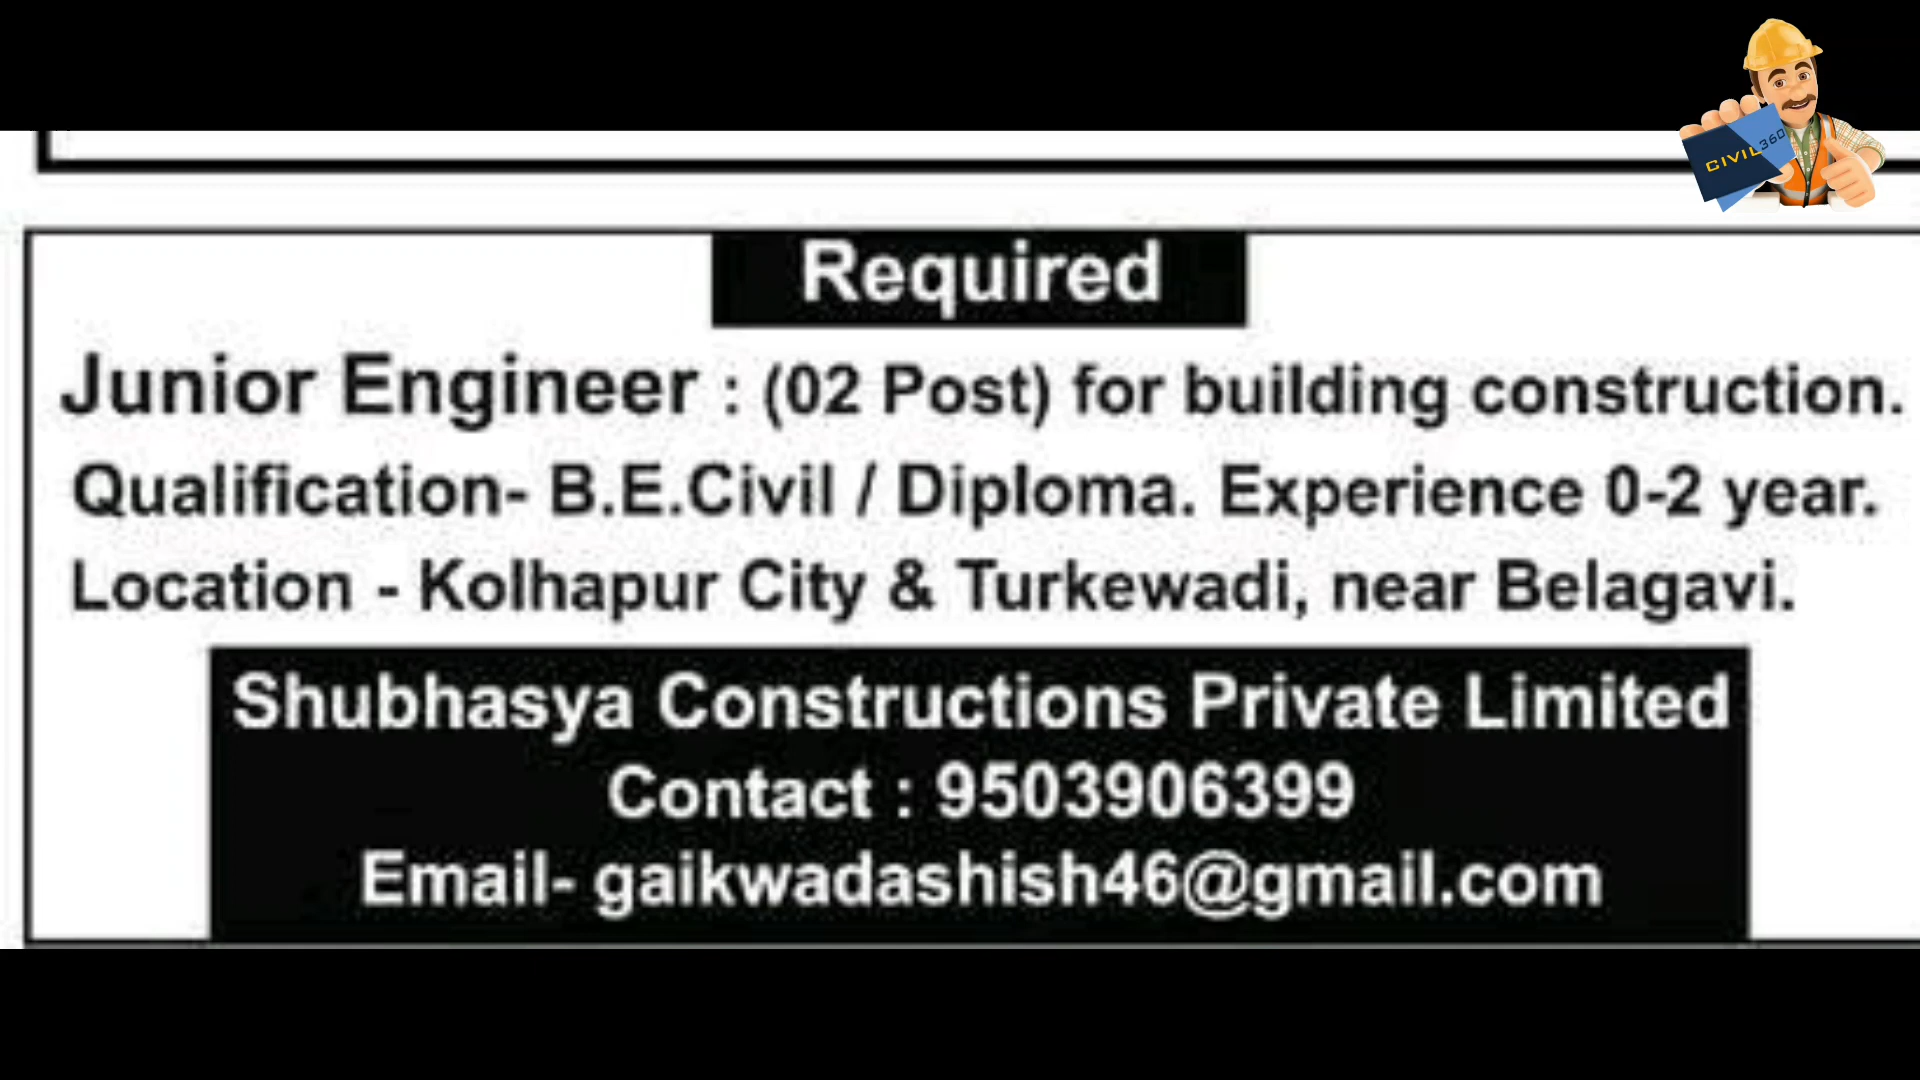 CIVIL360
Required
Junior Engineer : (02 Post) for building construction.
Qualification- B.E.Civil / Diploma. Experience 0-2 year.
Location - Kolhapur City & Turkewadi, near Belagavi.
Shubhasya Constructions Private Limited
Contact : 9503906399
Email- gaikwadashish46@gmail.com